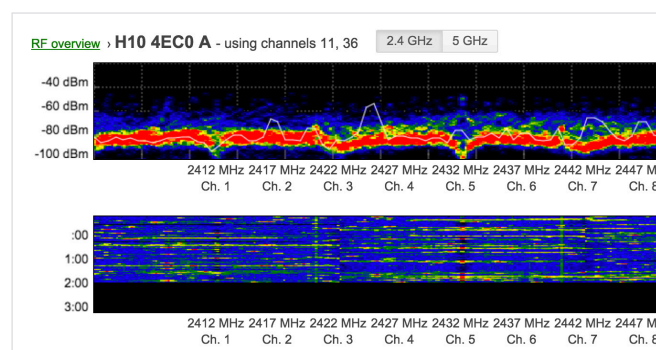 RF overview › H10 4EC0 A - using channels 11, 36 2.4 GHz 5 GHz
-40 dBm
-60 dBm
-80 dBm
-100 dBm
2412 MHz 2417 MHz 2422 MHz 2427 MHz 2432 MHz 2437 MHz 2442 MHz 2447 M
Ch. 1 Ch. 2 Ch. 3 Ch. 4 Ch. 5 Ch. 6 Ch. 7 Ch. 8
:00
1:00
2:00
3:00
2412 MHz 2417 MHz 2422 MHz 2427 MHz 2432 MHz 2437 MHz 2442 MHz 2447 M
Ch. 1 Ch. 2 Ch. 3 Ch. 4 Ch. 5 Ch. 6 Ch. 7 Ch. 8